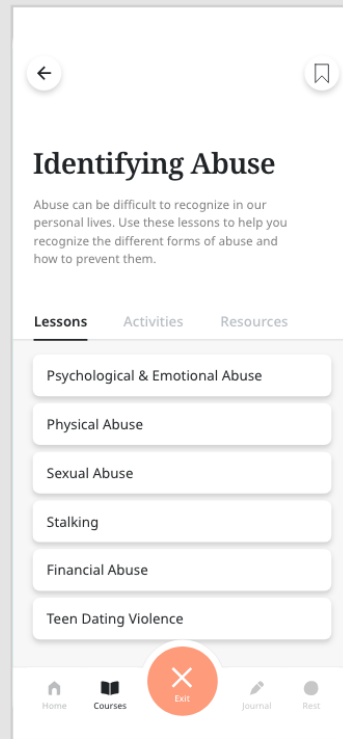 Identifying Abuse
Abuse can be difficult to recognize in our
personal lives. Use these lessons to help you
recognize the different forms of abuse and
how to prevent them.
Lessons Activities Resources
Psychological & Emotional Abuse
Physical Abuse
Sexual Abuse
Stalking
Financial Abuse
Teen Dating Violence
Home Courses Exit Journal Rest